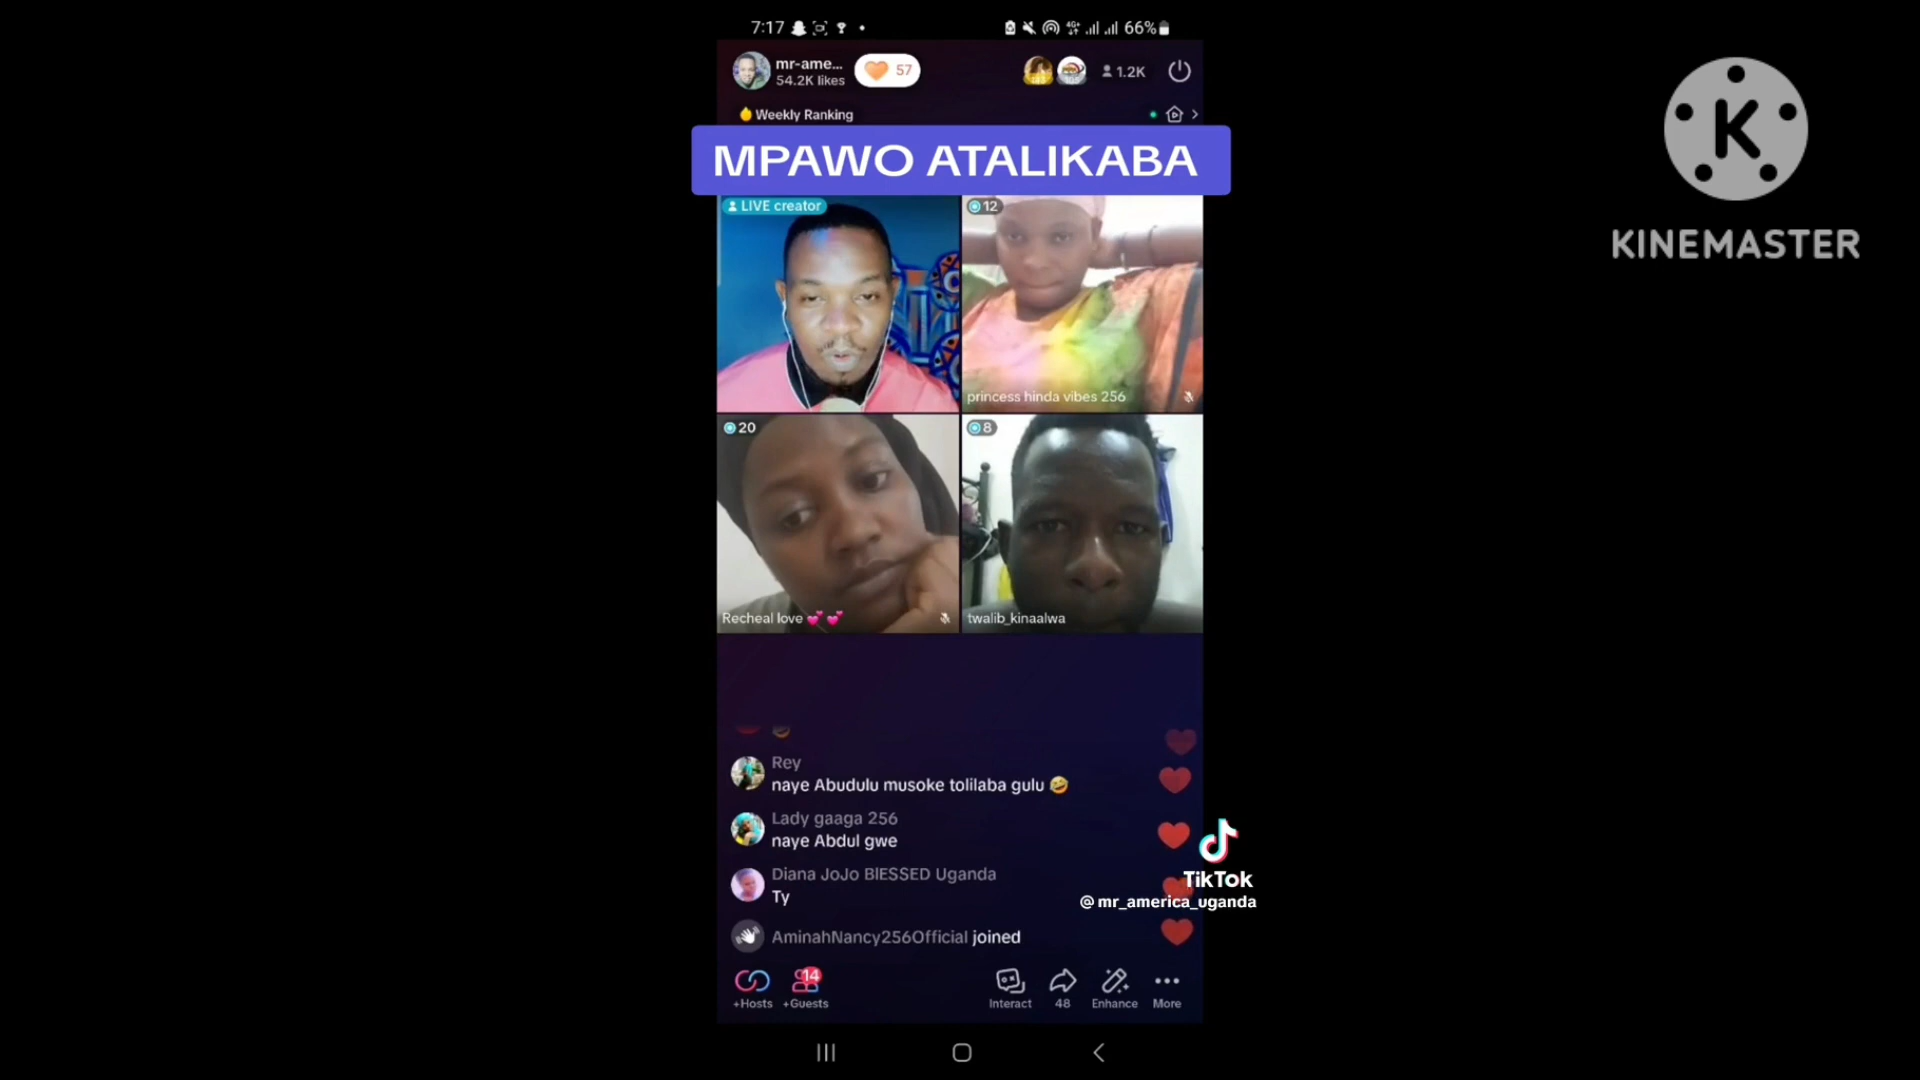 7:17
4G+ 66%
mr-ame...
54.2K likes
57
1.2K
Weekly Ranking
MPAWO ATALIKABA
LIVE creator
12
princess hinda vibes 256
20
8
Recheal love 💕 💕
twalib_kinaalwa
Rey
naye Abudulu musoke tolilaba gulu 🤣
Lady gaaga 256
naye Abdul gwe
Diana JoJo BlESSED Uganda
Ty
AminahNancy256Official joined
14
+Hosts
+Guests
Interact
48
Enhance
More
TikTok
@mr_america_uganda
K
KINEMASTER